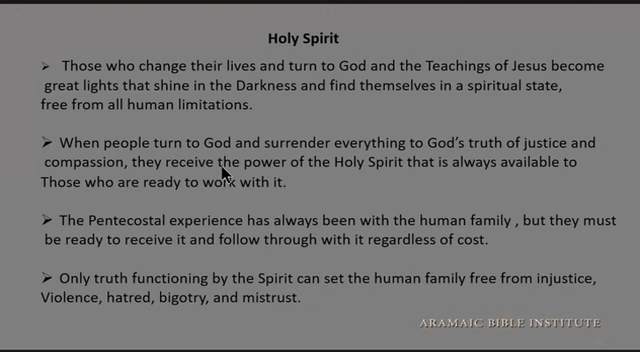 Holy Spirit
➢ Those who change their lives and turn to God and the Teachings of Jesus become
great lights that shine in the Darkness and find themselves in a spiritual state,
free from all human limitations.
➢ When people turn to God and surrender everything to God's truth of justice and
compassion, they receive the power of the Holy Spirit that is always available to
Those who are ready to work with it.
➢ The Pentecostal experience has always been with the human family , but they must
be ready to receive it and follow through with it regardless of cost.
➢ Only truth functioning by the Spirit can set the human family free from injustice,
Violence, hatred, bigotry, and mistrust.
ARAMAIC BIBLE INSTITUTE